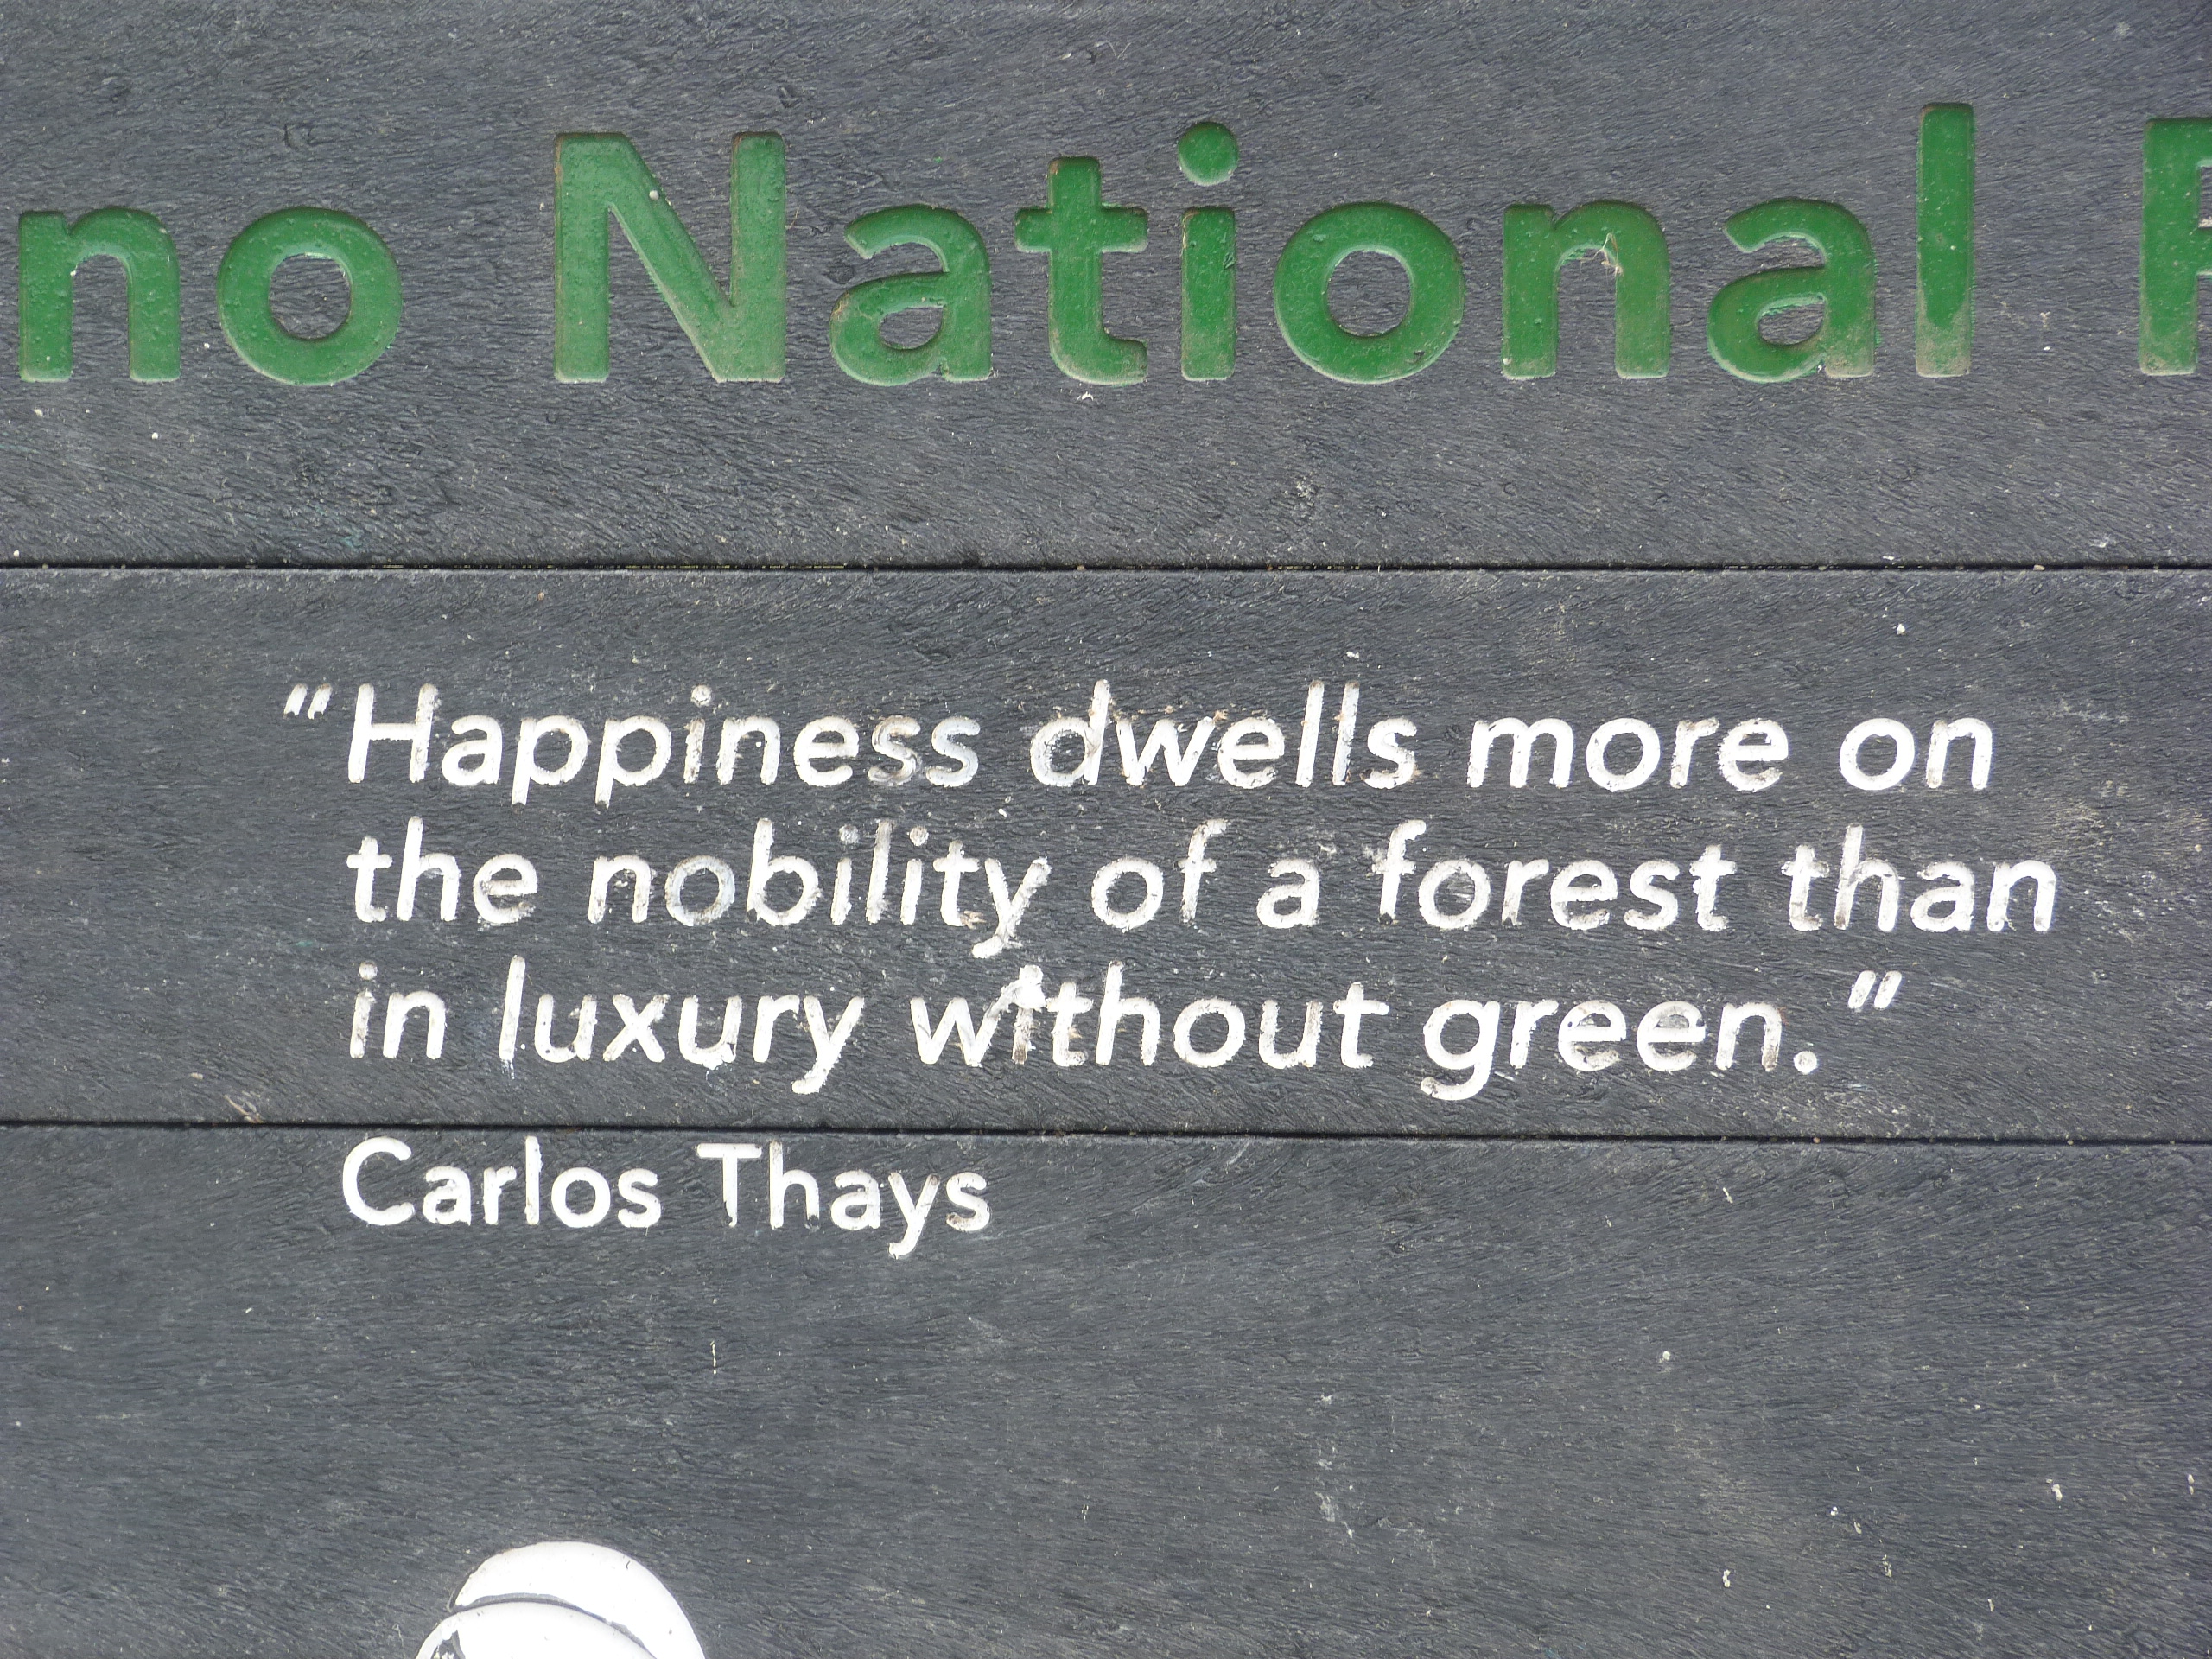 no National P
"Happiness dwells more on
the nobility of a forest than
in luxury without green."
Carlos Thays